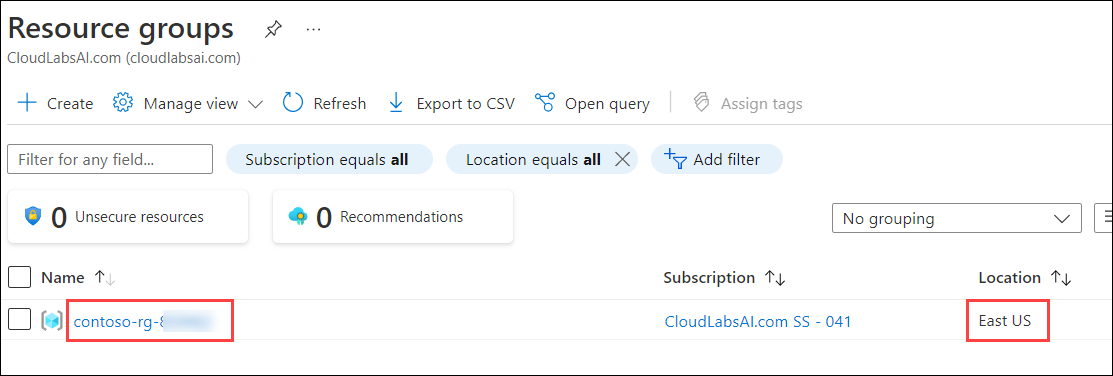 Resource groups ...
CloudLabsAI.com (cloudlabsai.com)
Create Manage view Refresh Export to CSV Open query Assign tags
Filter for any field... Subscription equals all Location equals all Add filter
0 Unsecure resources 0 Recommendations No grouping
Name Subscription Location
contoso-rg- CloudLabsAI.com SS - 041 East US